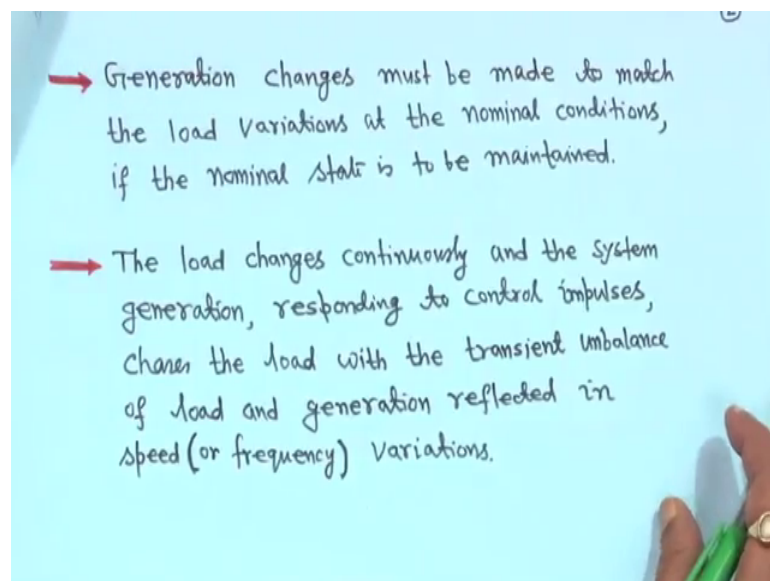 2
→ Generation changes must be made to match
the load variations at the nominal conditions,
if the nominal state is to be maintained.
→ The load changes continuously and the system
generation, responding to control impulses,
chases the load with the transient unbalance
of load and generation reflected in
speed (or frequency) variations.